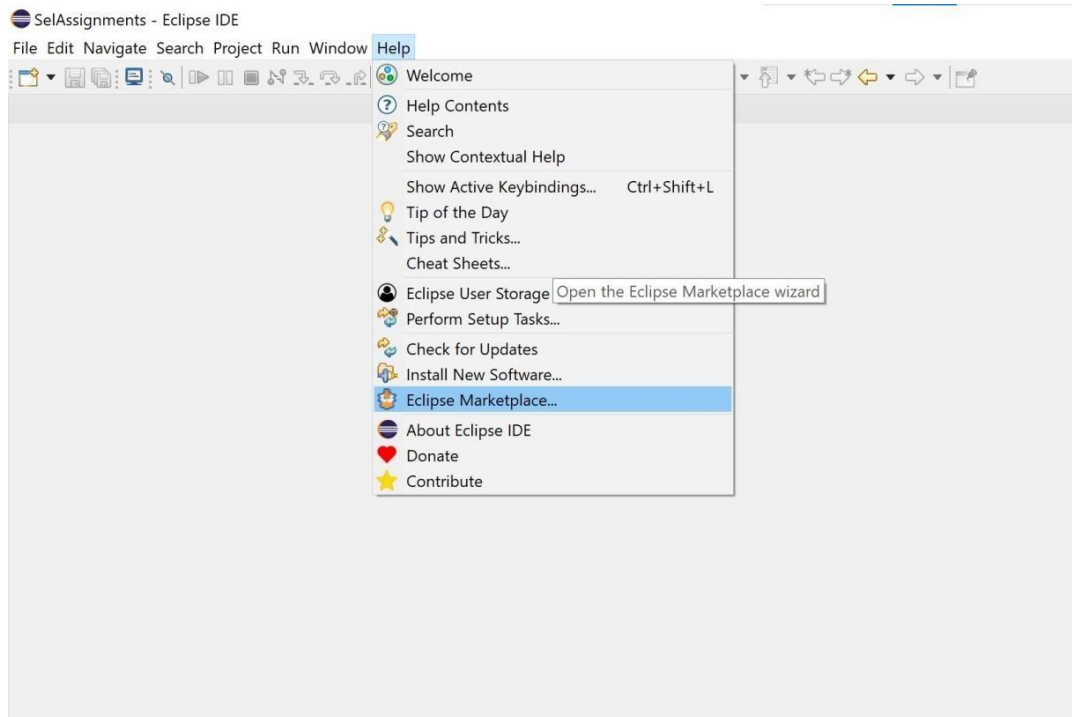 SelAssignments - Eclipse IDE
File Edit Navigate Search Project Run Window Help
Welcome
Help Contents
Search
Show Contextual Help
Show Active Keybindings... Ctrl+Shift+L
Tip of the Day
Tips and Tricks...
Cheat Sheets...
Eclipse User Storage
Open the Eclipse Marketplace wizard
Perform Setup Tasks...
Check for Updates
Install New Software...
Eclipse Marketplace...
About Eclipse IDE
Donate
Contribute